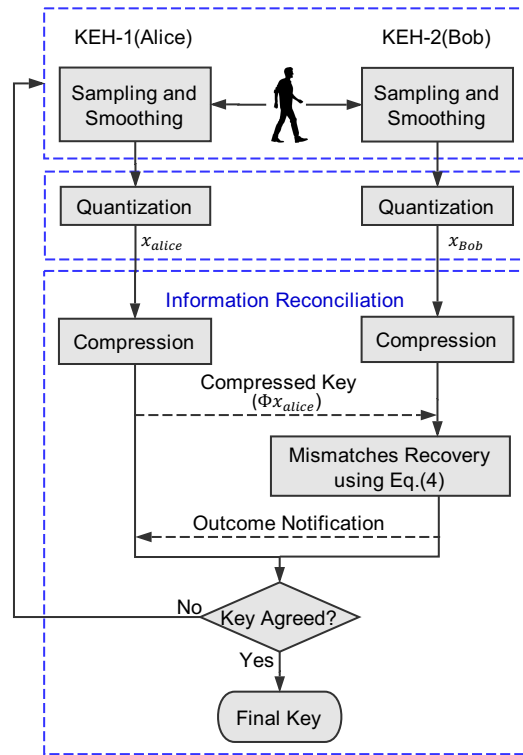 KEH-1(Alice)
KEH-2(Bob)
Sampling and
Smoothing
Sampling and
Smoothing
Quantization
Quantization
x_alice
x_Bob
Information Reconciliation
Compression
Compression
Compressed Key
(Φx_alice)
Mismatches Recovery
using Eq.(4)
Outcome Notification
No
Key Agreed?
Yes
Final Key